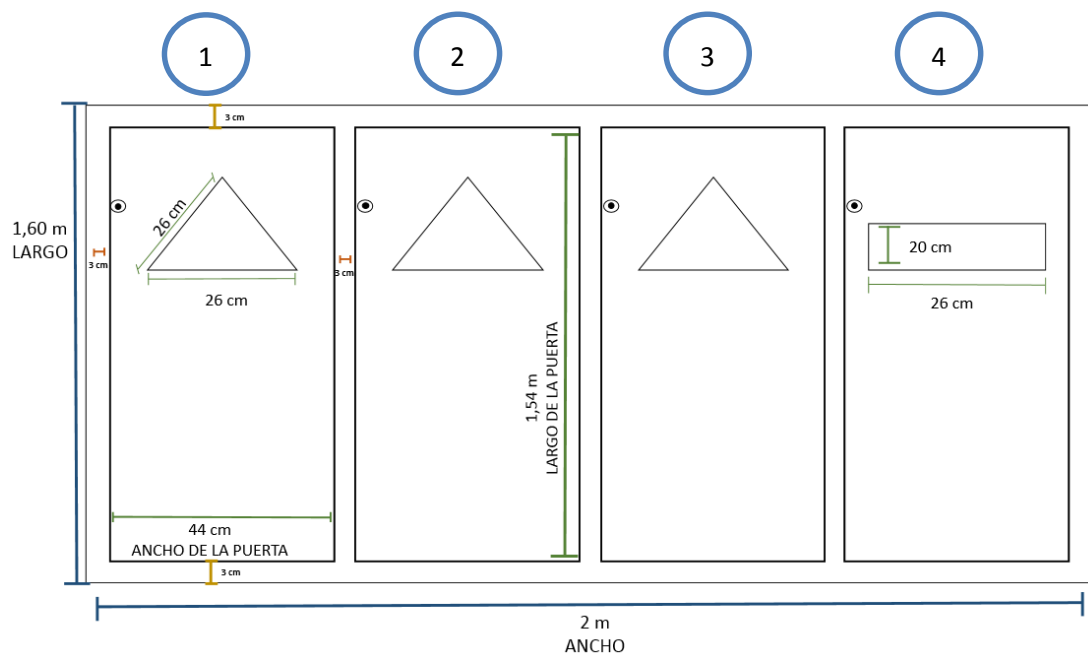 1
2
3
4
3 cm
1,60 m
LARGO
3 cm
26 cm
26 cm
3 cm
20 cm
26 cm
1,54 m
LARGO DE LA PUERTA
44 cm
ANCHO DE LA PUERTA
3 cm
2 m
ANCHO